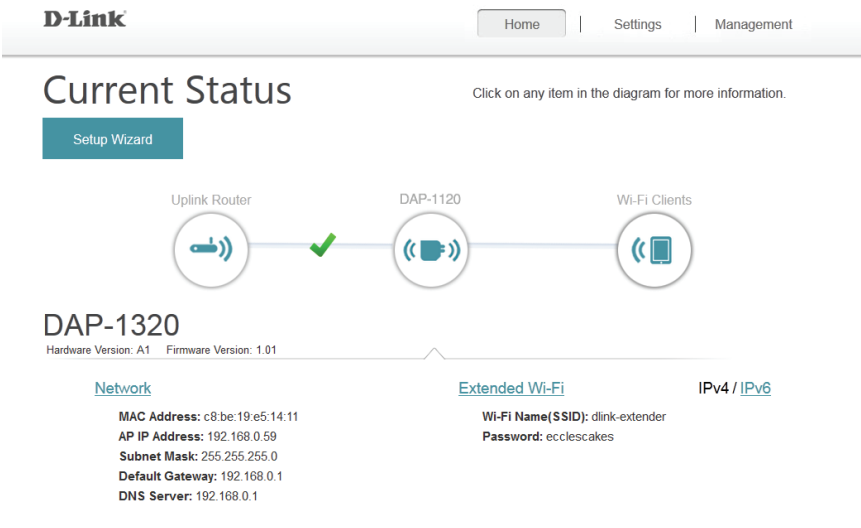 D-Link
Home Settings Management
Current Status
Click on any item in the diagram for more information.
Setup Wizard
Uplink Router DAP-1120 Wi-Fi Clients
DAP-1320
Hardware Version: A1 Firmware Version: 1.01
Network Extended Wi-Fi IPv4 / IPv6
MAC Address: c8:be:19:e5:14:11 Wi-Fi Name(SSID): dlink-extender
AP IP Address: 192.168.0.59 Password: ecclescakes
Subnet Mask: 255.255.255.0
Default Gateway: 192.168.0.1
DNS Server: 192.168.0.1